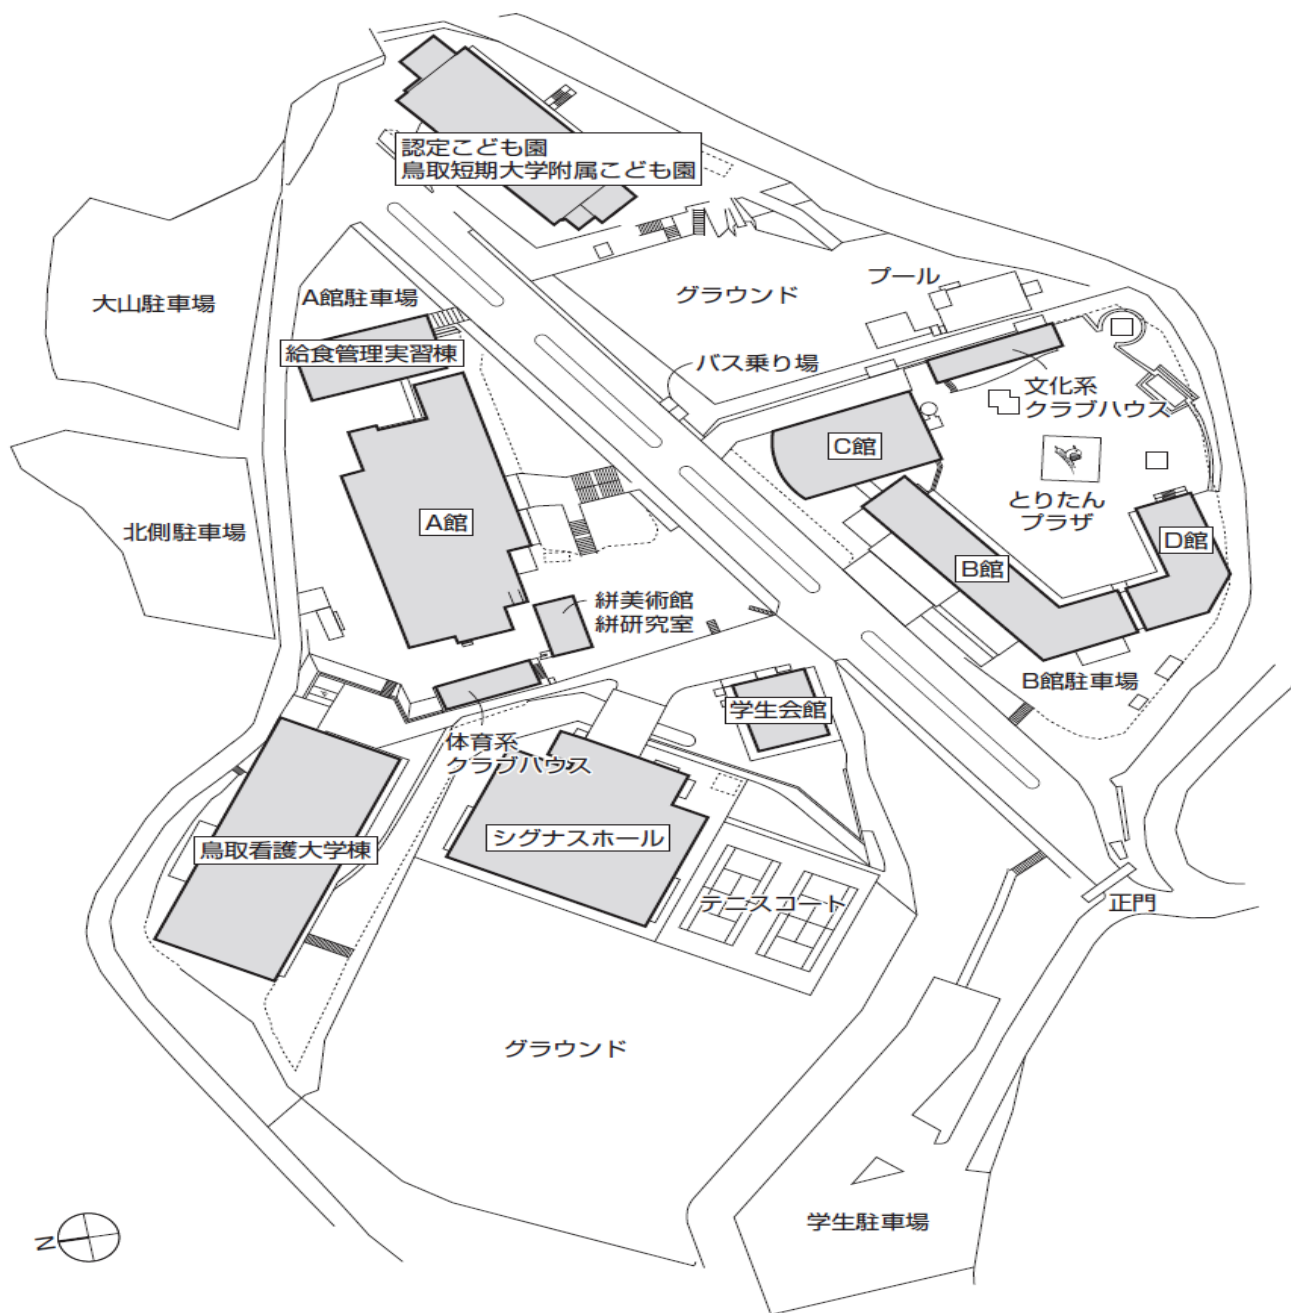 認定こども園
鳥取短期大学附属こども園
大山駐車場
A館駐車場
グラウンド
プール
給食管理実習棟
バス乗り場
文化系
クラブハウス
C館
A館
北側駐車場
とりたん
プラザ
D館
B館
絣美術館
絣研究室
B館駐車場
学生会館
体育系
クラブハウス
シグナスホール
鳥取看護大学棟
テニスコート
正門
グラウンド
学生駐車場
N